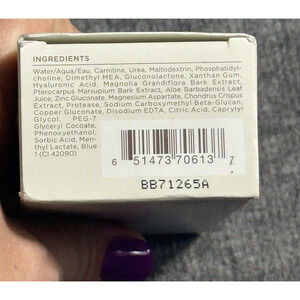 INGREDIENTS
Water/Aqua/Eau, Carnitine, Urea, Maltodextrin, Phosphatidyl-
choline, Dimethyl MEA, Gluconolactone, Xanthan Gum,
Hyaluronic Acid, Magnolia Grandiflora Bark Extract,
Pterocarpus Marsupium Bark Extract, Aloe Barbadensis Leaf
Juice, Zinc Gluconate, Magnesium Aspartate, Chondrus Crispus
Extract, Protease, Sodium Carboxymethyl Beta-Glucan,
Copper Gluconate, Disodium EDTA, Citric Acid, Caprylyl
Glycol, PEG-7
Glyceryl Cocoate,
Phenoxyethanol,
Sorbic Acid, Men-
thyl Lactate, Blue
1 (CI 42090)
6 51473 70613 7
BB71265A